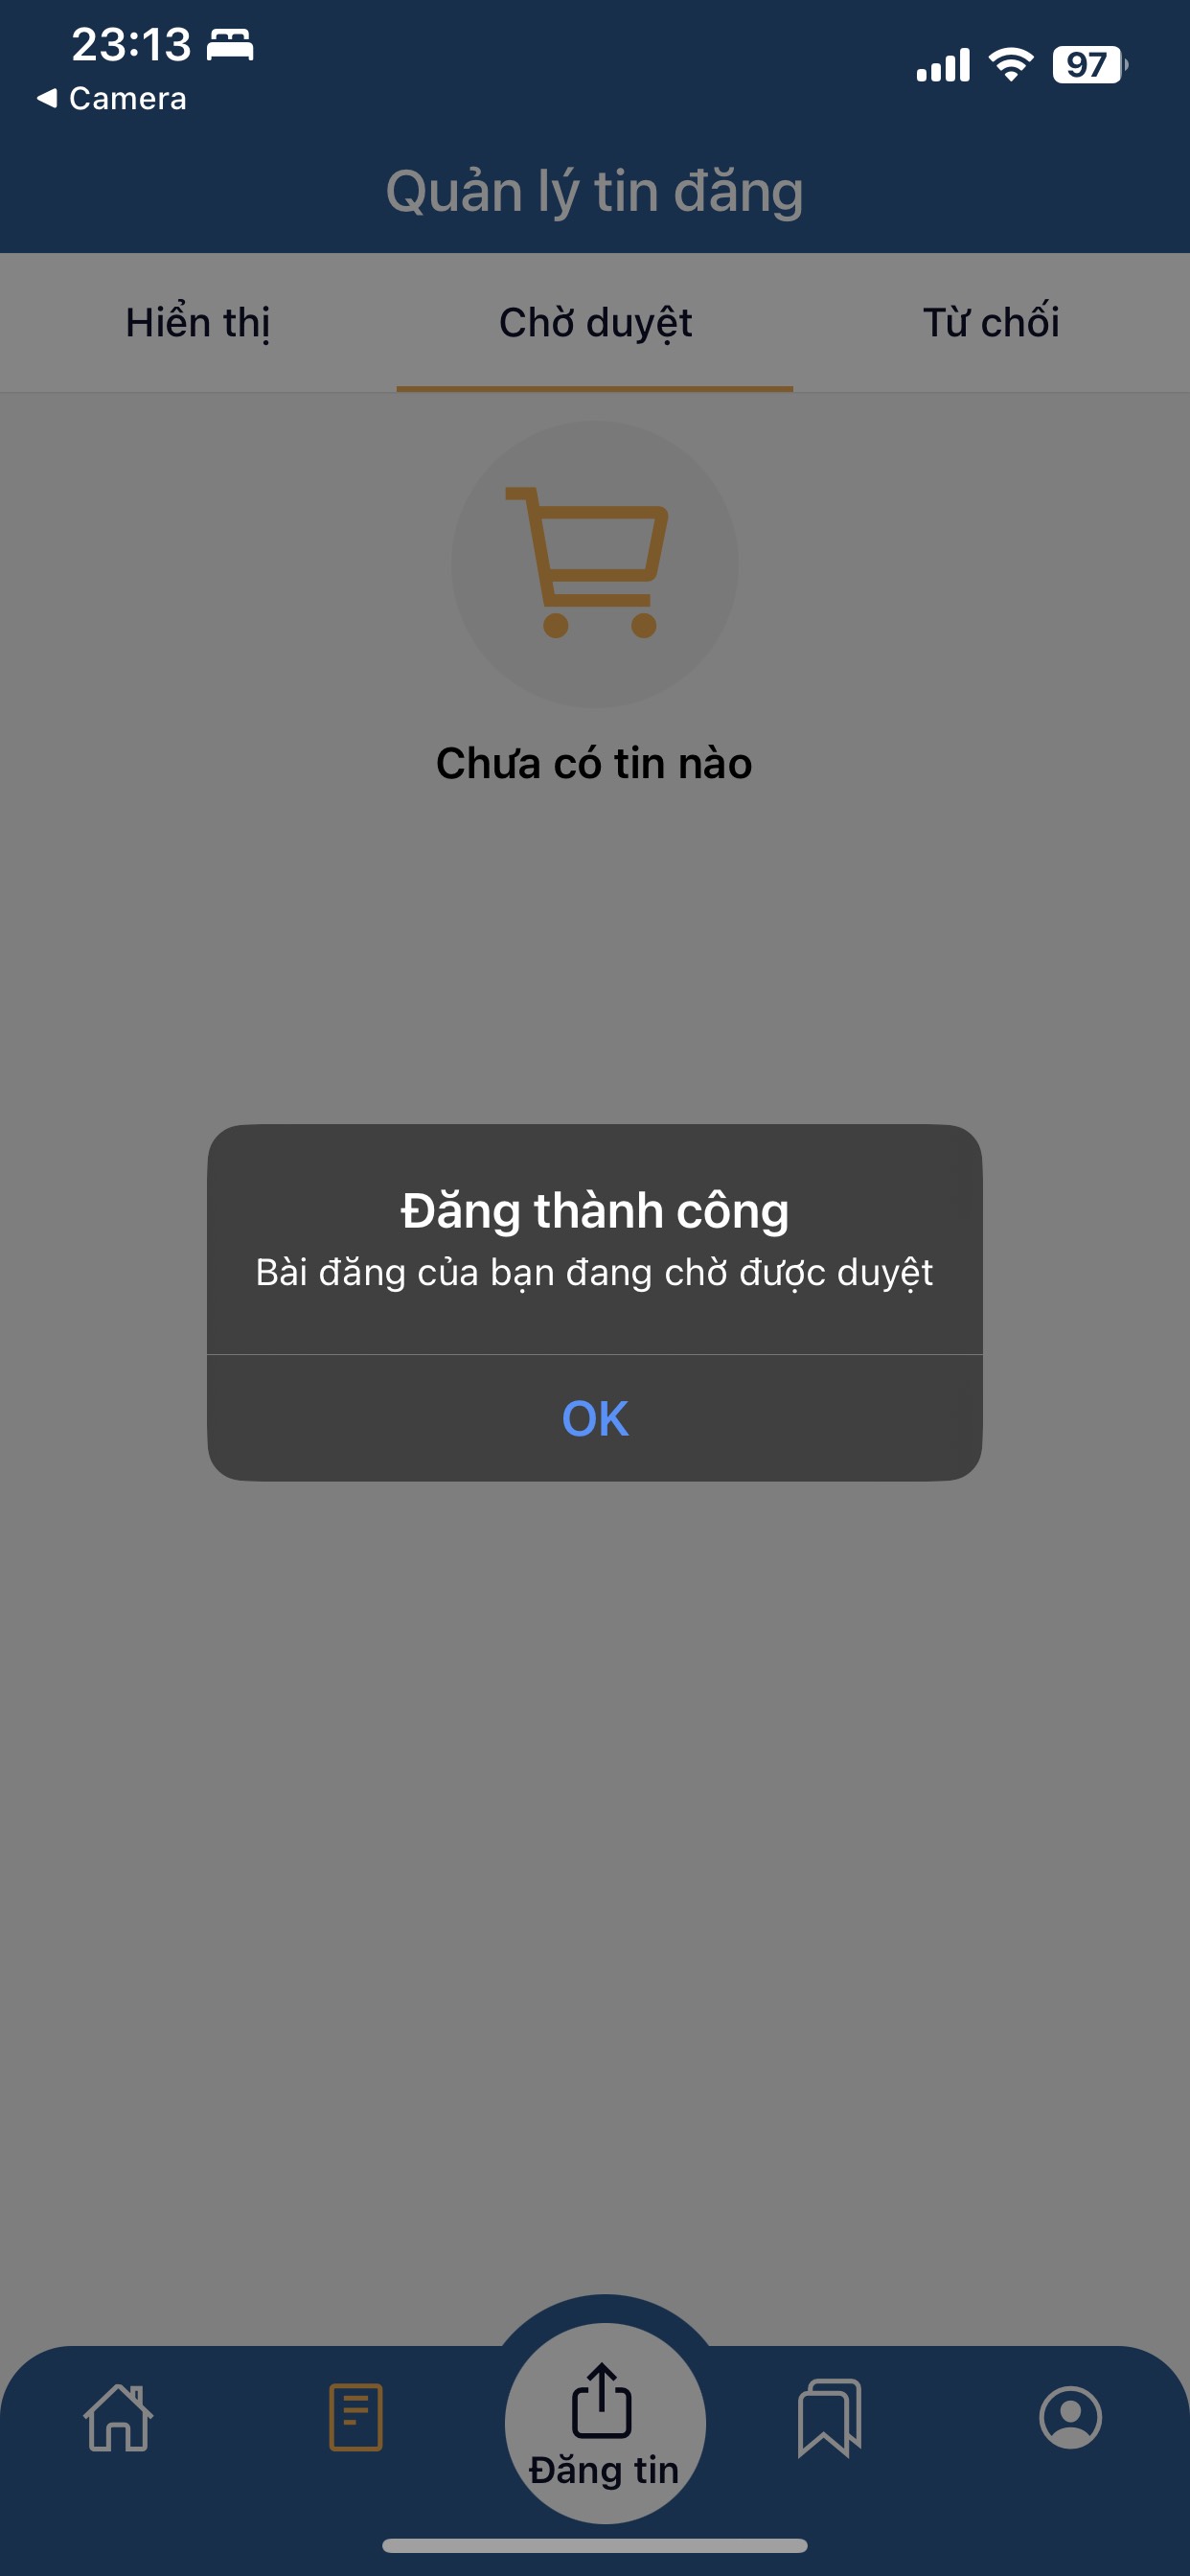 23:13
97
Camera
Quản lý tin đăng
Hiển thị
Chờ duyệt
Từ chối
Chưa có tin nào
Đăng thành công
Bài đăng của bạn đang chờ được duyệt
OK
Đăng tin